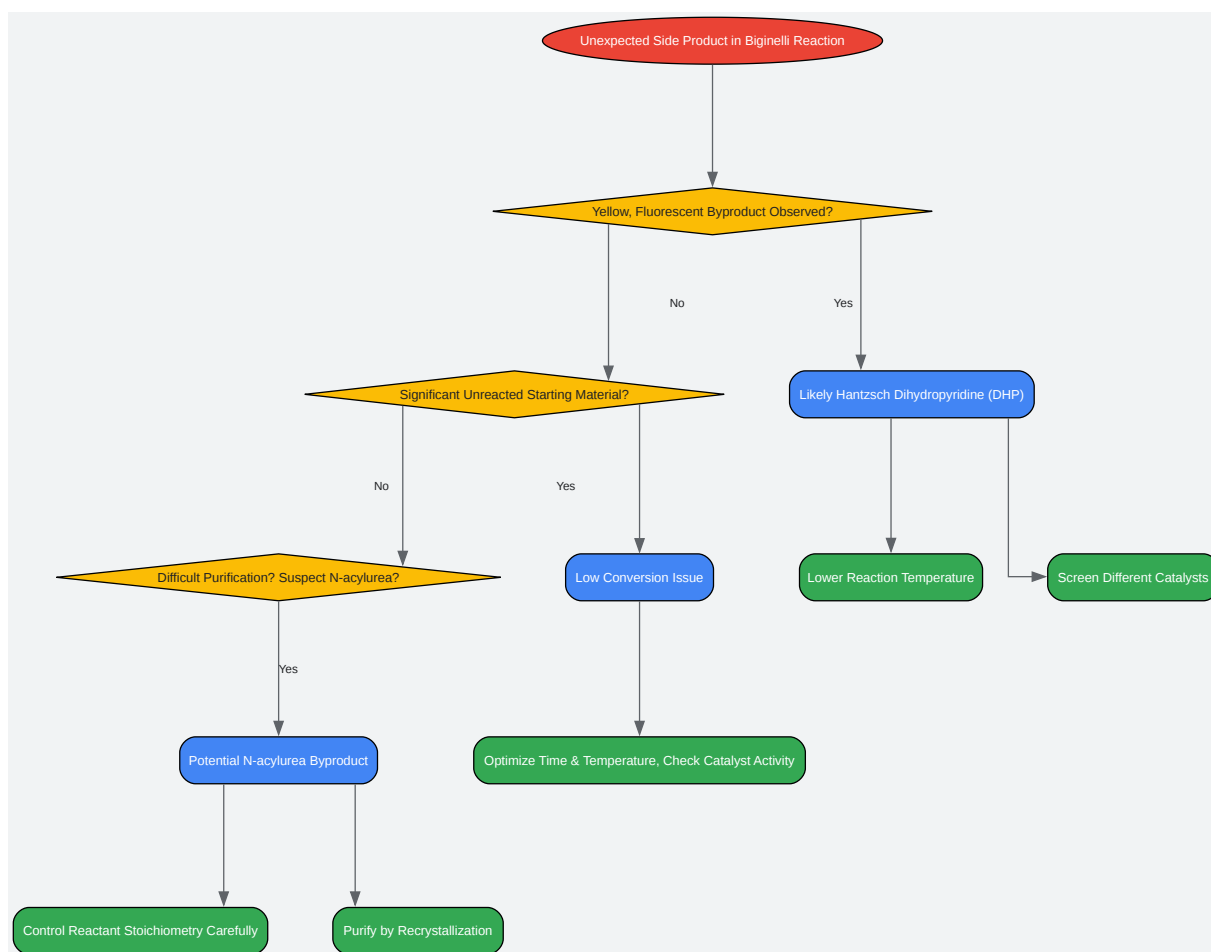 Unexpected Side Product in Biginelli Reaction
Yellow, Fluorescent Byproduct Observed?
No
Yes
Significant Unreacted Starting Material?
Likely Hantzsch Dihydropyridine (DHP)
No
Yes
Difficult Purification? Suspect N-acylurea?
Low Conversion Issue
Lower Reaction Temperature
Screen Different Catalysts
Yes
Potential N-acylurea Byproduct
Optimize Time & Temperature, Check Catalyst Activity
Control Reactant Stoichiometry Carefully
Purify by Recrystallization